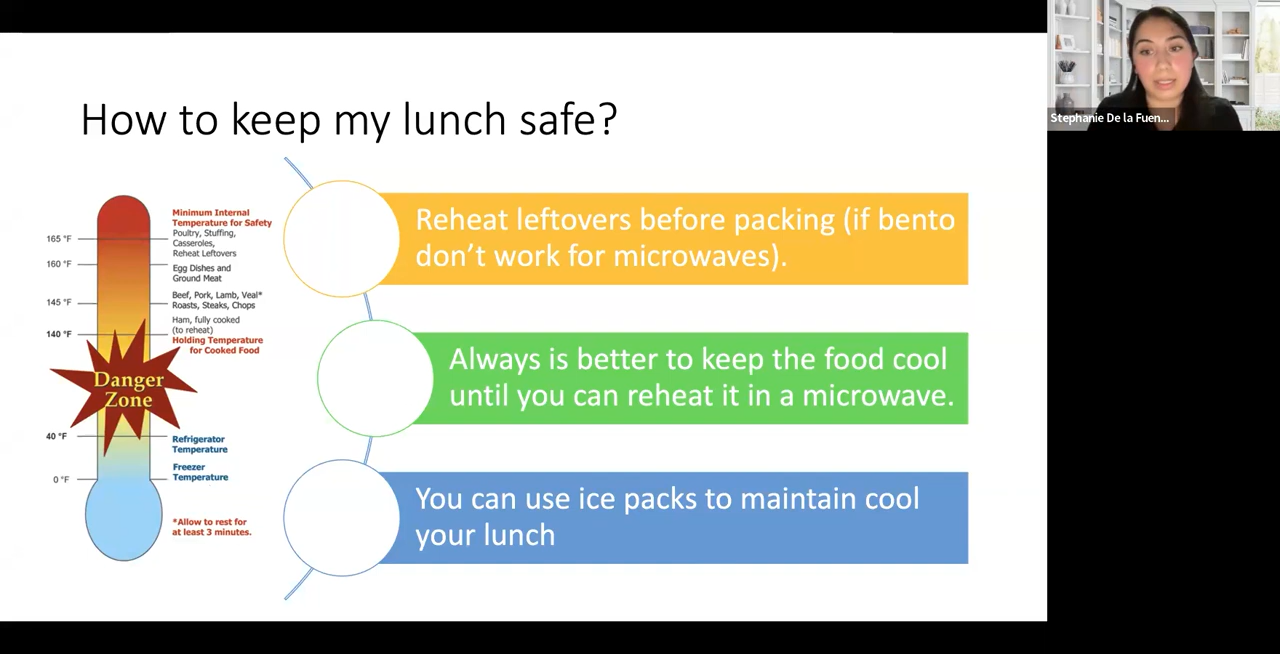 How to keep my lunch safe?
Stephanie De la Fuen...
Minimum Internal
Temperature for Safety
165 °F
Poultry, Stuffing,
Casseroles,
Reheat Leftovers
160 °F
Egg Dishes and
Ground Meat
145 °F
Beef, Pork, Lamb, Veal*
Roasts, Steaks, Chops
140 °F
Ham, fully cooked
(to reheat)
Holding Temperature
for Cooked Food
Danger
Zone
40 °F
Refrigerator
Temperature
0 °F
Freezer
Temperature
*Allow to rest for
at least 3 minutes.
Reheat leftovers before packing (if bento
don’t work for microwaves).
Always is better to keep the food cool
until you can reheat it in a microwave.
You can use ice packs to maintain cool
your lunch